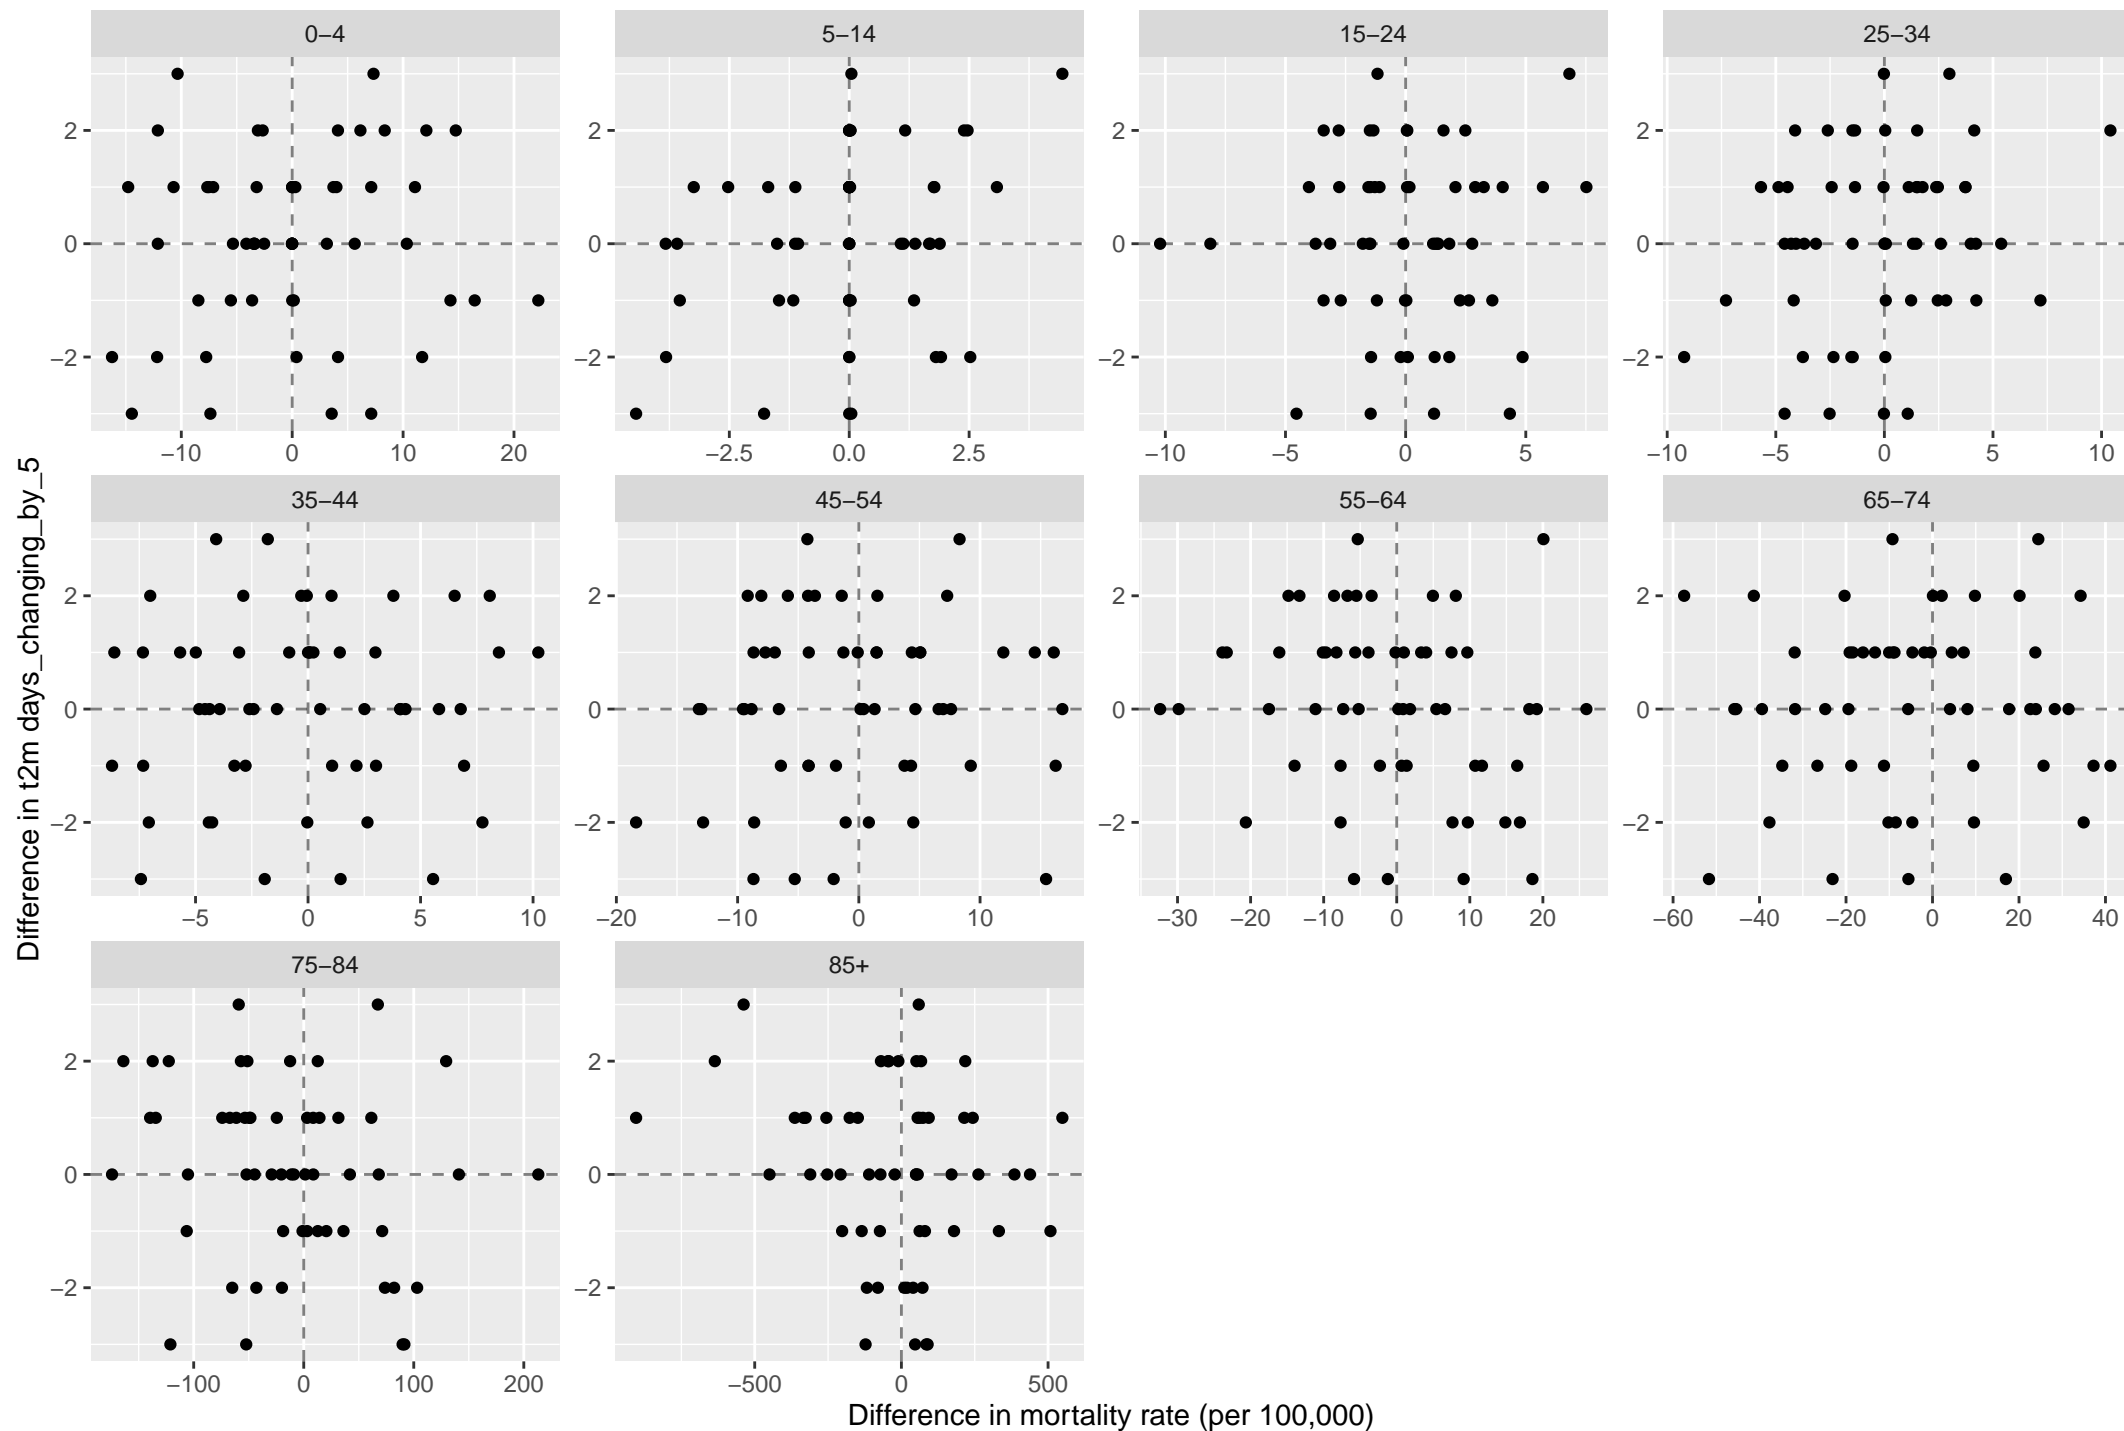 0–4 5–14 15–24 25–34
2 2 2 2
0 0 0 0
−2 −2 −2 −2
−10 0 10 20 −2.5 0.0 2.5 −10 −5 0 5 −10 −5 0 5 10
35–44 45–54 55–64 65–74
2 2 2 2
0 0 0 0
−2 −2 −2 −2
−5 0 5 10 −20 −10 0 10 −30 −20 −10 0 10 20 −60 −40 −20 0 20 40
75–84 85+
2 2
0 0
−2 −2
−100 0 100 200 −500 0 500
Difference in mortality rate (per 100,000)
Difference in t2m days_changing_by_5